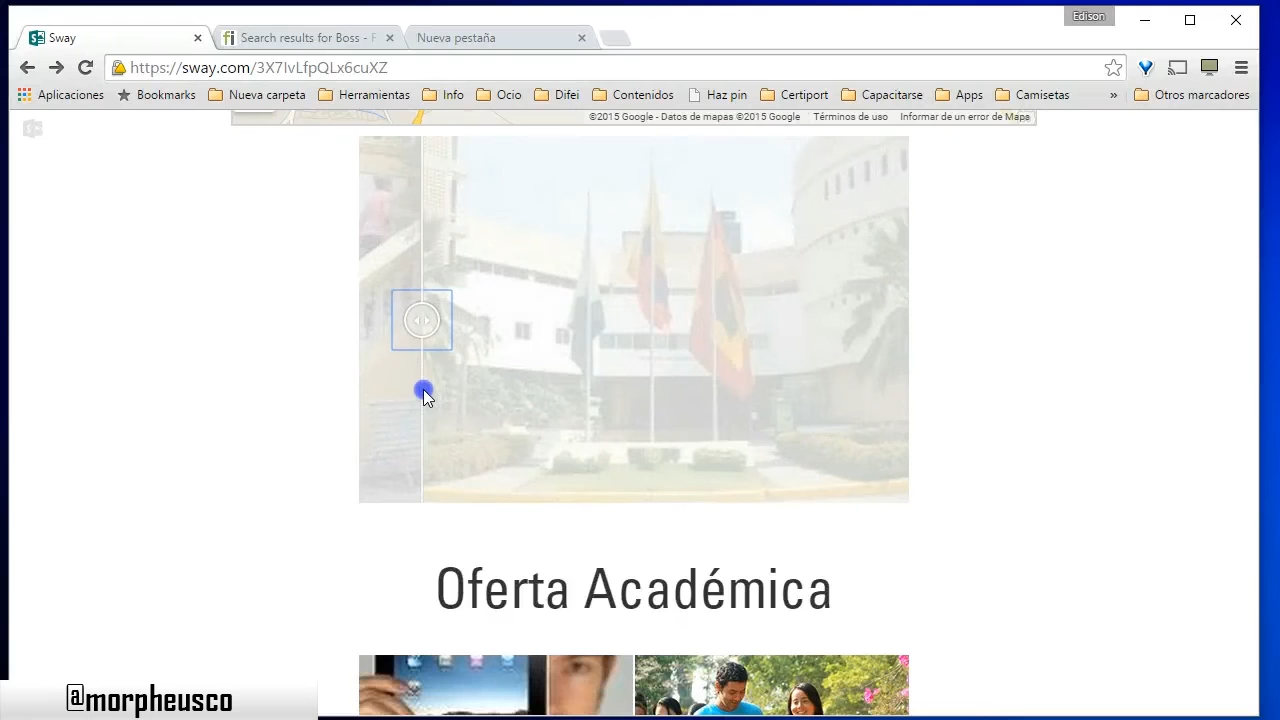 Edison
Sway
Search results for Boss - F
Nueva pestaña
https://sway.com/3X7IvLfpQLx6cuXZ
Aplicaciones Bookmarks Nueva carpeta Herramientas Info Ocio Difei Contenidos Haz pin Certiport Capacitarse Apps Camisetas » Otros marcadores
©2015 Google - Datos de mapas ©2015 Google Términos de uso Informar de un error de Maps
Oferta Académica
@morpheusco